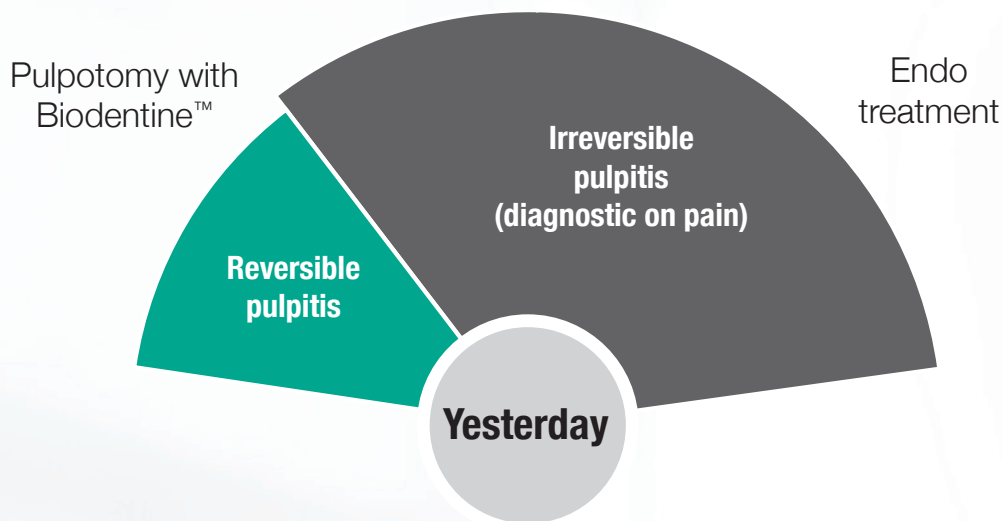 Pulpotomy with
Biodentine™
Endo
treatment
Irreversible
pulpitis
(diagnostic on pain)
Reversible
pulpitis
Yesterday